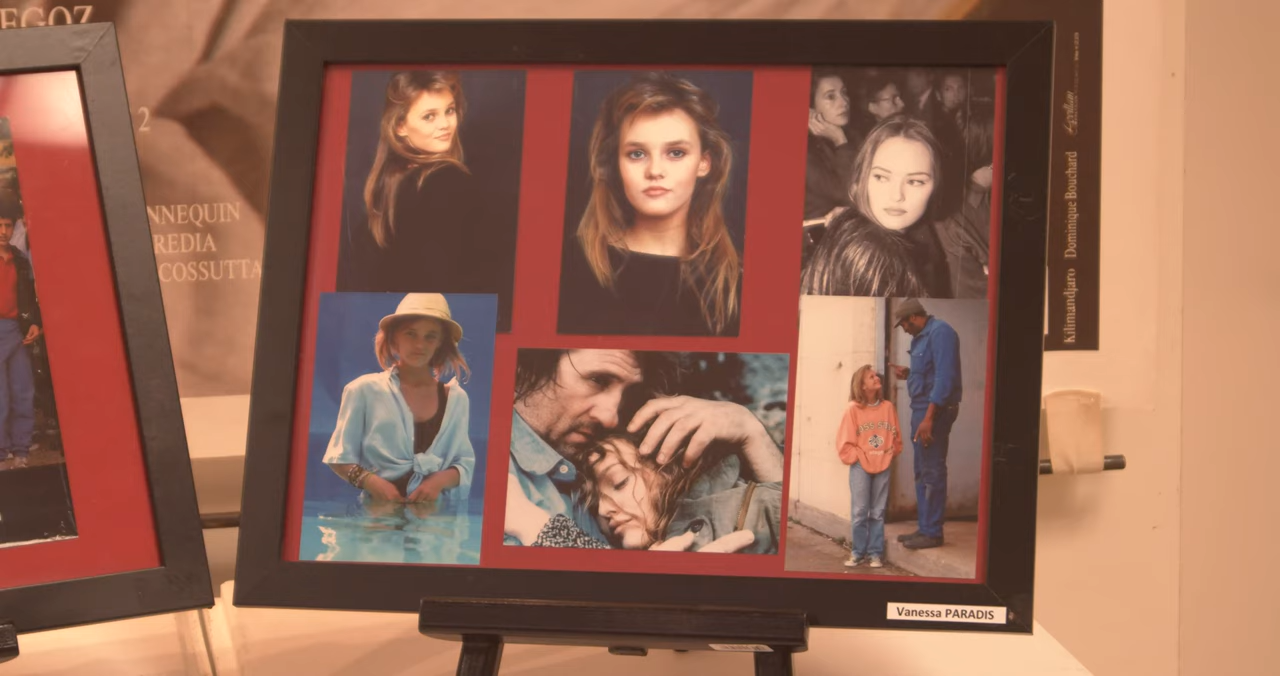 EGOZ
2
NNEQUIN
REDIA
COSSUTTA
Kilimandjaro Dominique Bouchard
Vanessa PARADIS